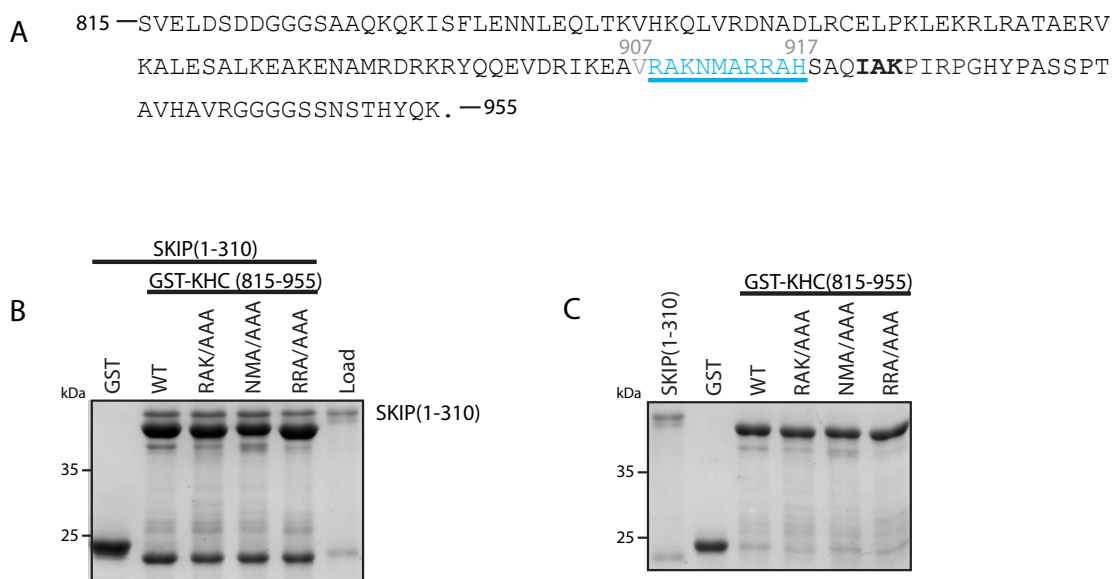 A
815 — SVELDSDDGGGSAAQKQKISFLENNLEQLTKVHKQLVRDNADLRCELPKLEKRLRATAERV
907 917
KALESALKEAKENAMRDRKRYQQEVDRIKEAVRAKNMARRAHSAQIAKPIRPGHYPASSPT
AVHAVRGGGGSSNSTHYQK. — 955
B
SKIP(1-310)
GST-KHC (815-955)
GST
WT
RAK/AAA
NMA/AAA
RRA/AAA
Load
kDa
SKIP(1-310)
35
25
C
GST-KHC(815-955)
SKIP(1-310)
GST
WT
RAK/AAA
NMA/AAA
RRA/AAA
kDa
35
25